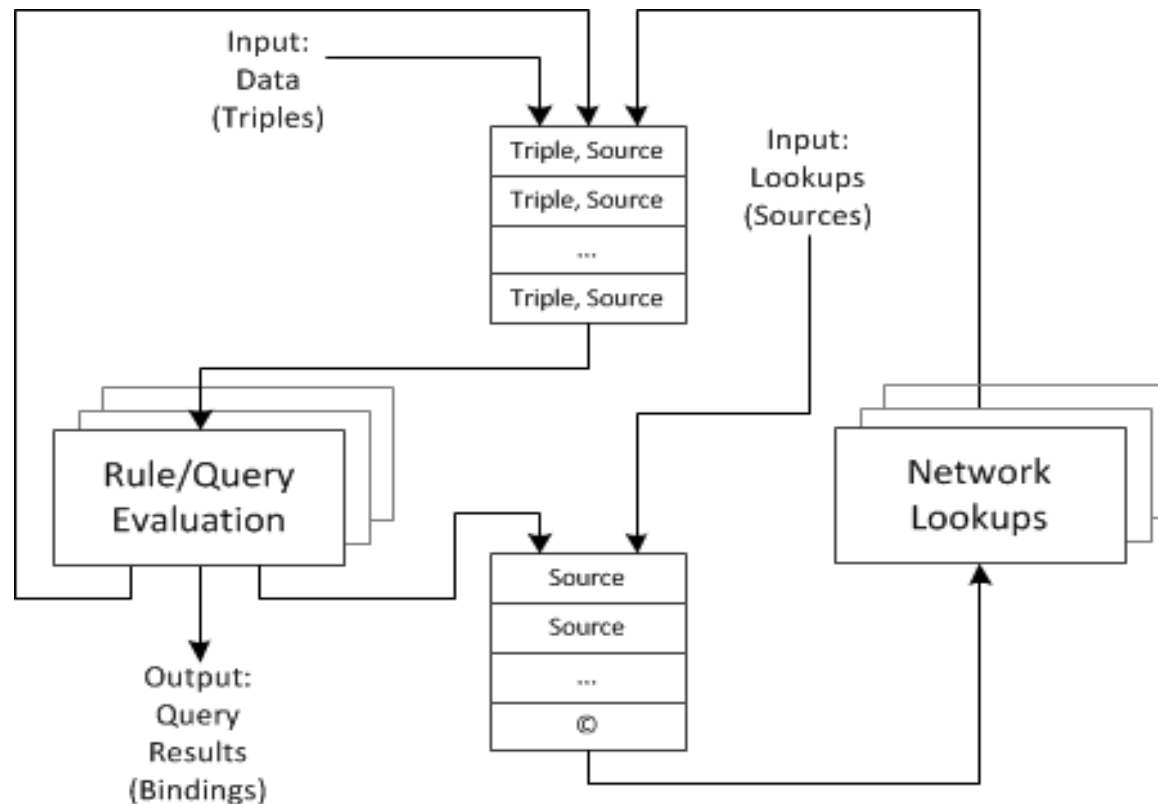 Input:
Data
(Triples)
Triple, Source
Triple, Source
...
Triple, Source
Input:
Lookups
(Sources)
Rule/Query
Evaluation
Network
Lookups
Source
Source
...
©
Output:
Query
Results
(Bindings)